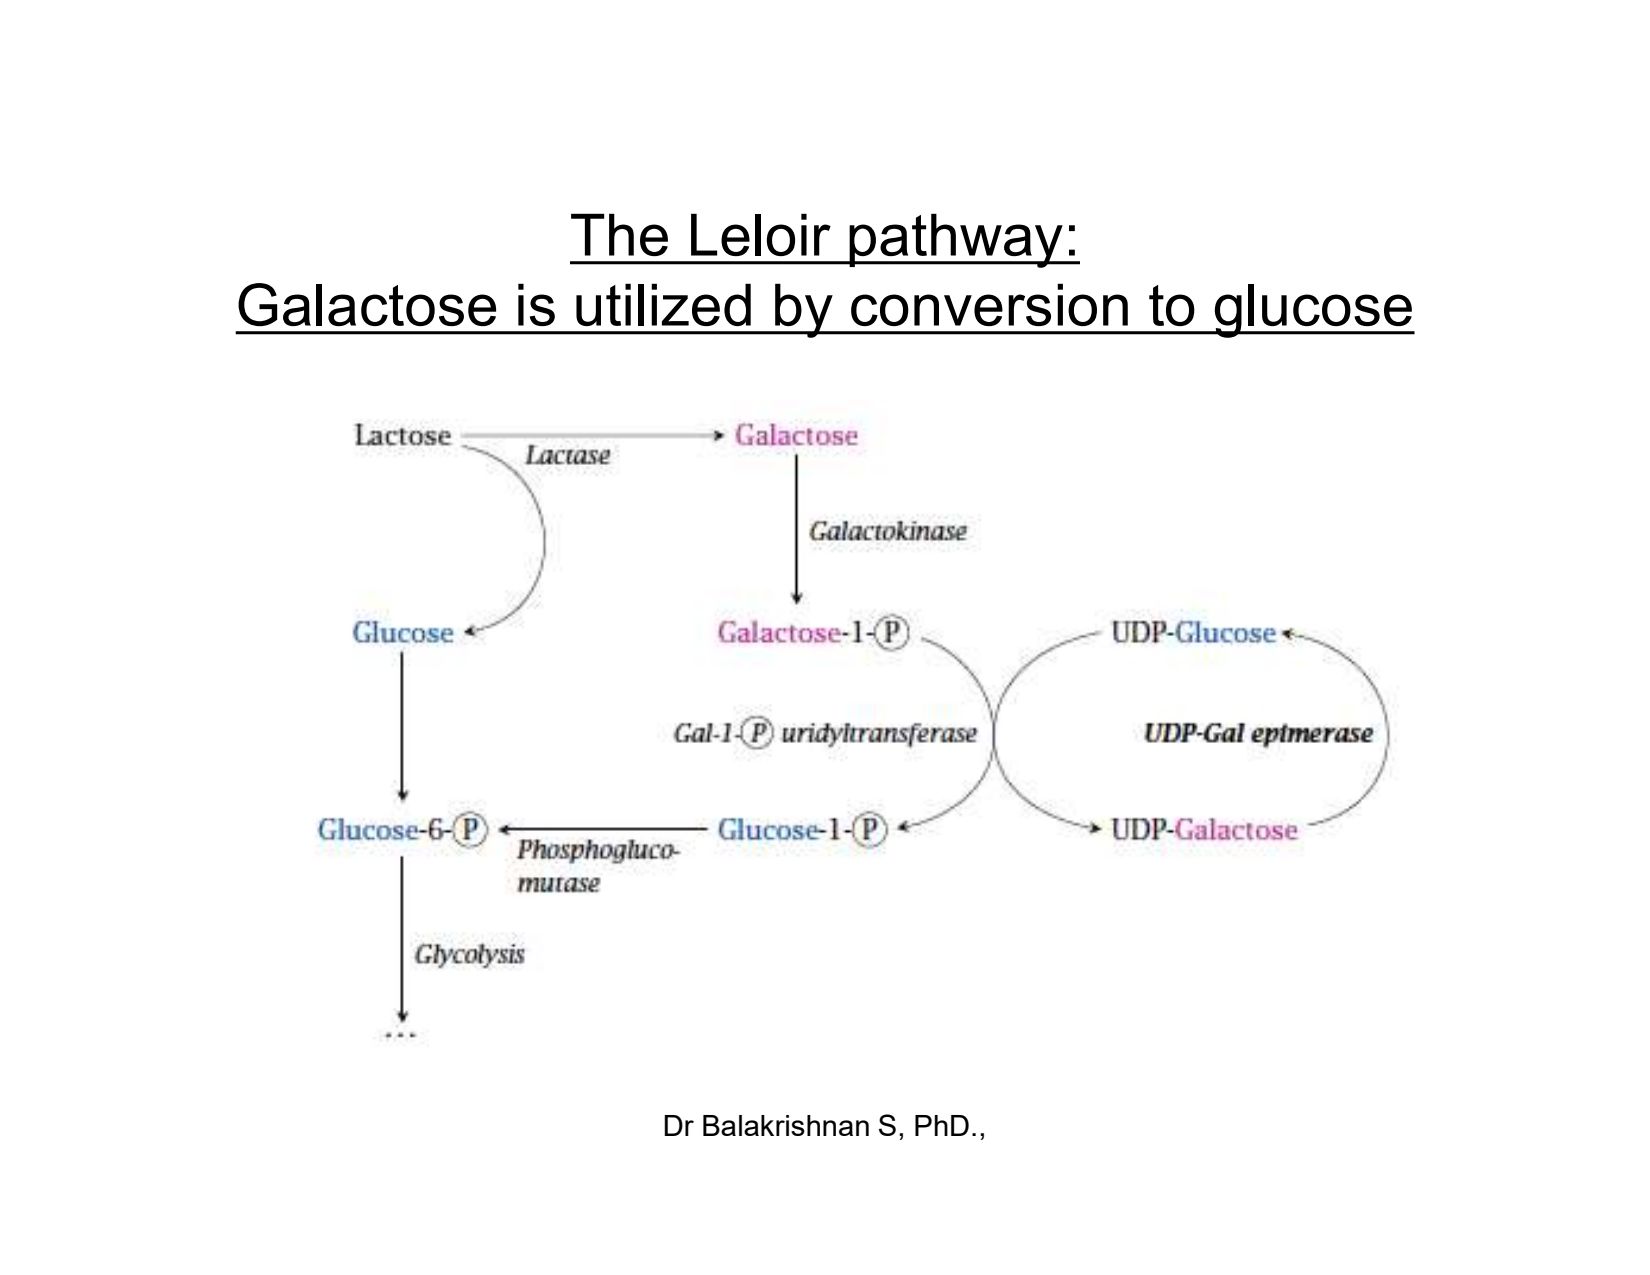 The Leloir pathway:
Galactose is utilized by conversion to glucose
Lactose
Lactase
Galactose
Galactokinase
Glucose
Galactose-1-P
UDP-Glucose
Gal-1-P uridyltransferase
UDP-Gal epimerase
Glucose-6-P
Phosphogluco-
mutase
Glucose-1-P
UDP-Galactose
Glycolysis
...
Dr Balakrishnan S, PhD.,